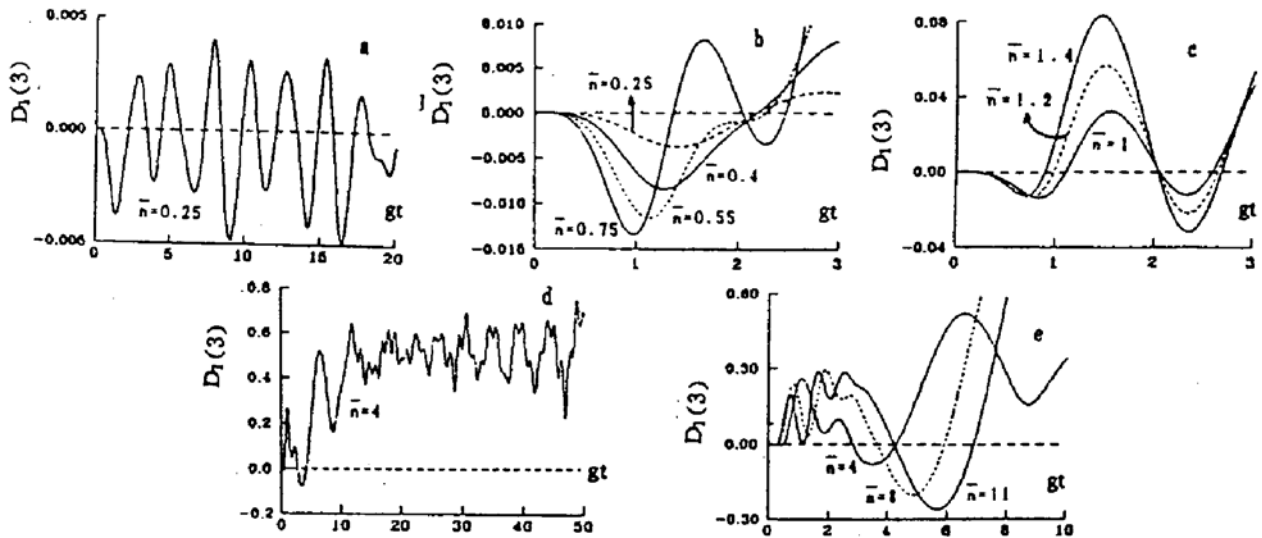 0.005
0.000
-0.005
D₁(3)
a
n̄=0.25
gt
0 5 10 15 20
0.010
0.005
0.000
-0.005
-0.010
-0.015
D₁(3)
b
n̄=0.25
n̄=0.4
n̄=0.55
n̄=0.75
gt
1 2 3
0.08
0.04
0.00
-0.04
D₁(3)
c
n̄=1.4
n̄=1.2
n̄=1
gt
0 1 2 3
0.8
0.6
0.4
0.2
0.0
-0.2
D₁(3)
d
n̄=4
gt
0 10 20 30 40 50
0.60
0.30
0.00
-0.30
D₁(3)
e
n̄=4
n̄=8
n̄=11
gt
0 2 4 6 8 10